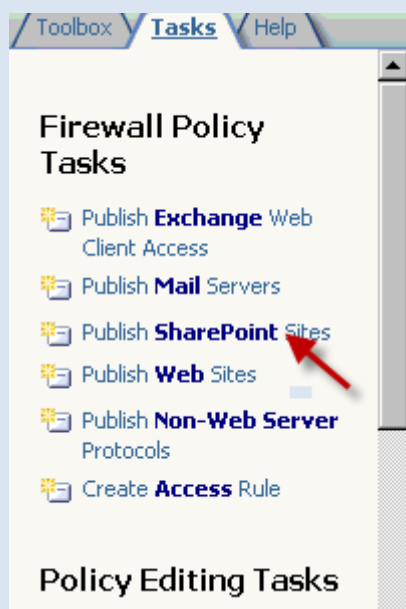 Toolbox Tasks Help
Firewall Policy
Tasks
Publish Exchange Web
Client Access
Publish Mail Servers
Publish SharePoint Sites
Publish Web Sites
Publish Non-Web Server
Protocols
Create Access Rule
Policy Editing Tasks